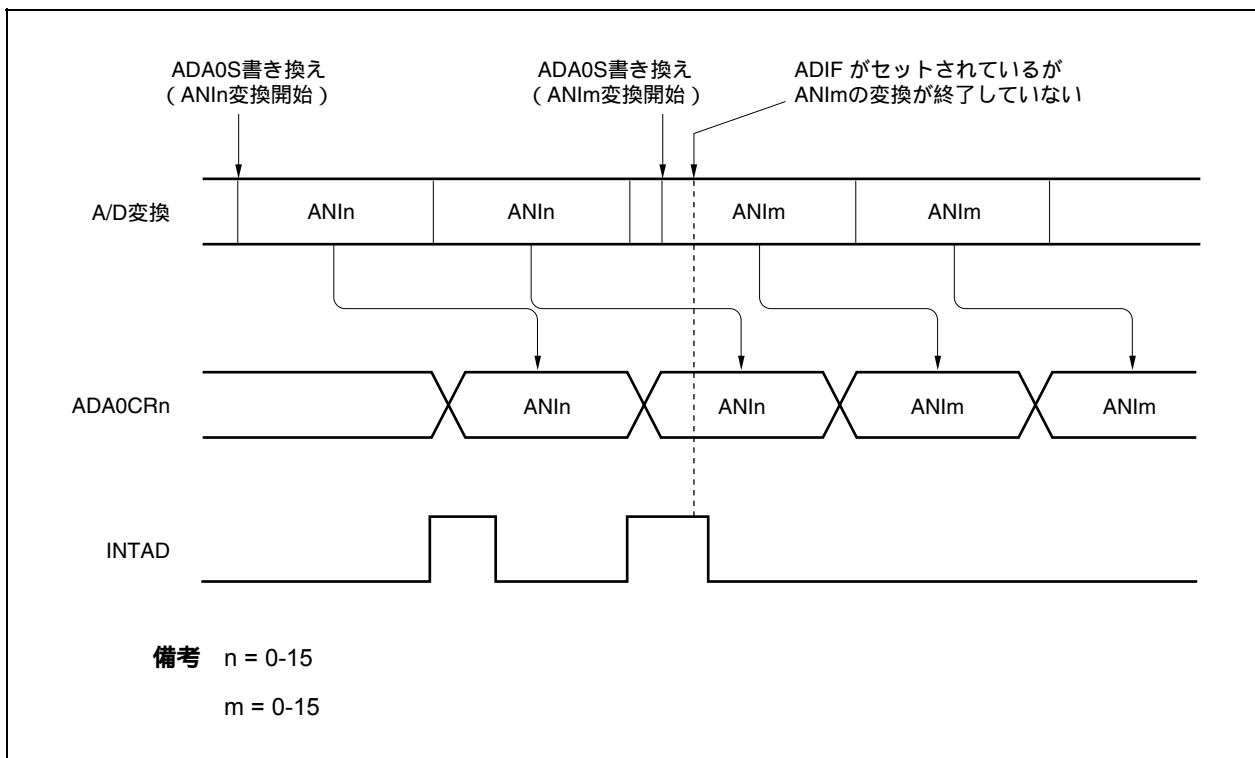 ADA0S書き換え
（ANIn変換開始）
ADA0S書き換え
（ANIm変換開始）
ADIF がセットされているが
ANImの変換が終了していない
A/D変換
ANIn
ANIn
ANIm
ANIm
ADA0CRn
ANIn
ANIn
ANIm
ANIm
INTAD
備考 n = 0-15
m = 0-15